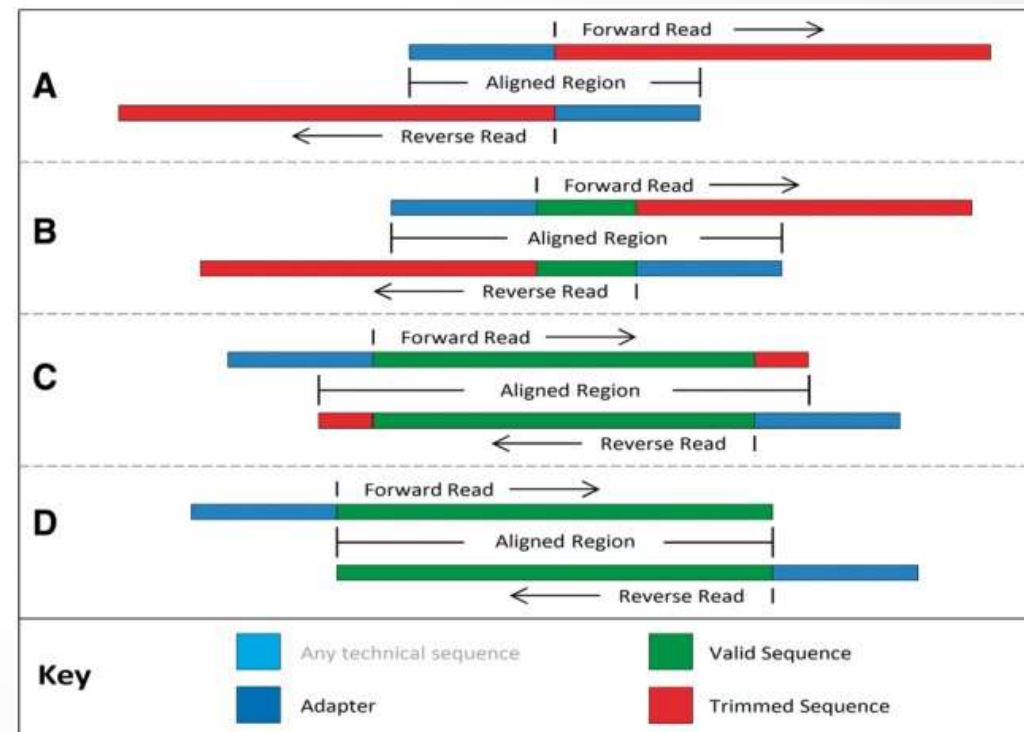 Forward Read
A
Aligned Region
Reverse Read
Forward Read
B
Aligned Region
Reverse Read
Forward Read
C
Aligned Region
Reverse Read
Forward Read
D
Aligned Region
Reverse Read
Key
Any technical sequence
Valid Sequence
Adapter
Trimmed Sequence